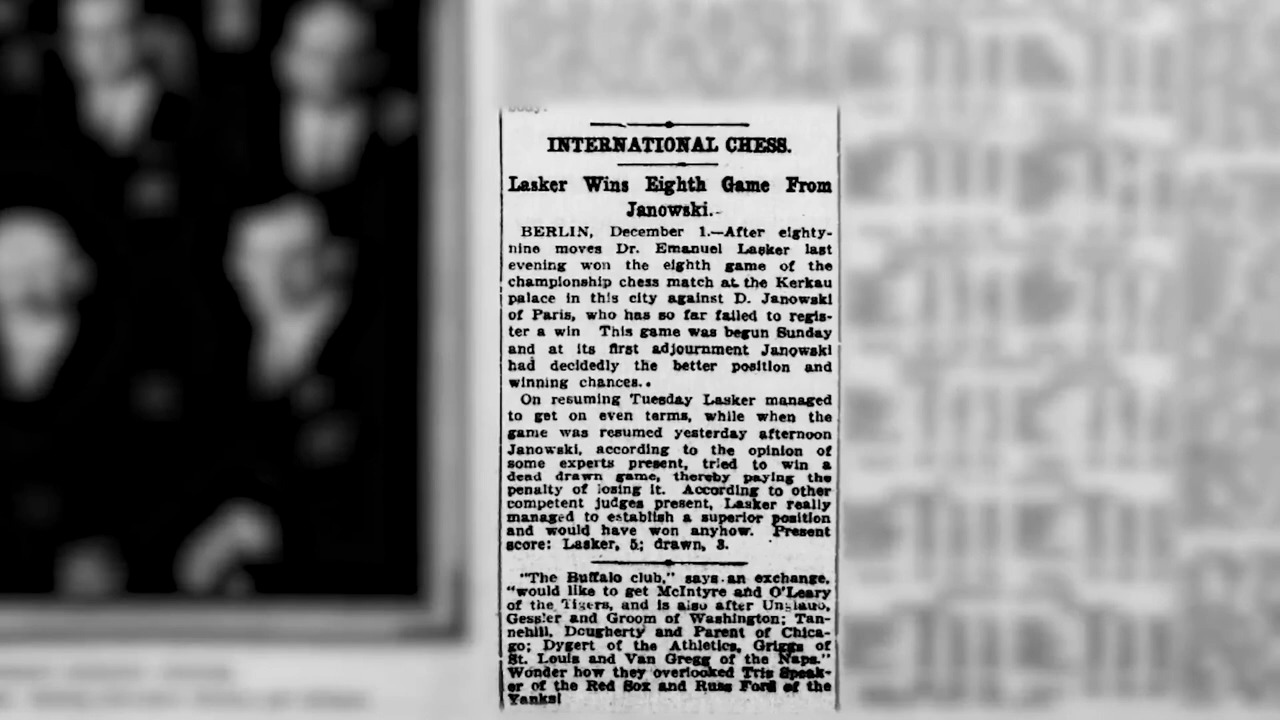 INTERNATIONAL CHESS.
Lasker Wins Eighth Game From
Janowski.
BERLIN, December 1.—After eighty-
nine moves Dr. Emanuel Lasker last
evening won the eighth game of the
championship chess match at the Kerkau
palace in this city against D. Janowski
of Paris, who has so far failed to regis-
ter a win This game was begun Sunday
and at its first adjournment Janowski
had decidedly the better position and
winning chances..
On resuming Tuesday Lasker managed
to get on even terms, while when the
game was resumed yesterday afternoon
Janowski, according to the opinion of
some experts present, tried to win a
dead drawn game, thereby paying the
penalty of losing it. According to other
competent judges present, Lasker really
managed to establish a superior position
and would have won anyhow. Present
score: Lasker, 5; drawn, 3.
"The Buffalo club," says an exchange,
"would like to get McIntyre and O'Leary
of the Tigers, and is also after Unglaub,
Gessler and Groom of Washington; Tan-
nehill, Dougherty and Parent of Chica-
go; Dygert of the Athletics, Griggs of
St. Louis and Van Gregg of the Naps."
Wonder how they overlooked Tris Speak-
er of the Red Sox and Russ Ford of the
Yanks!